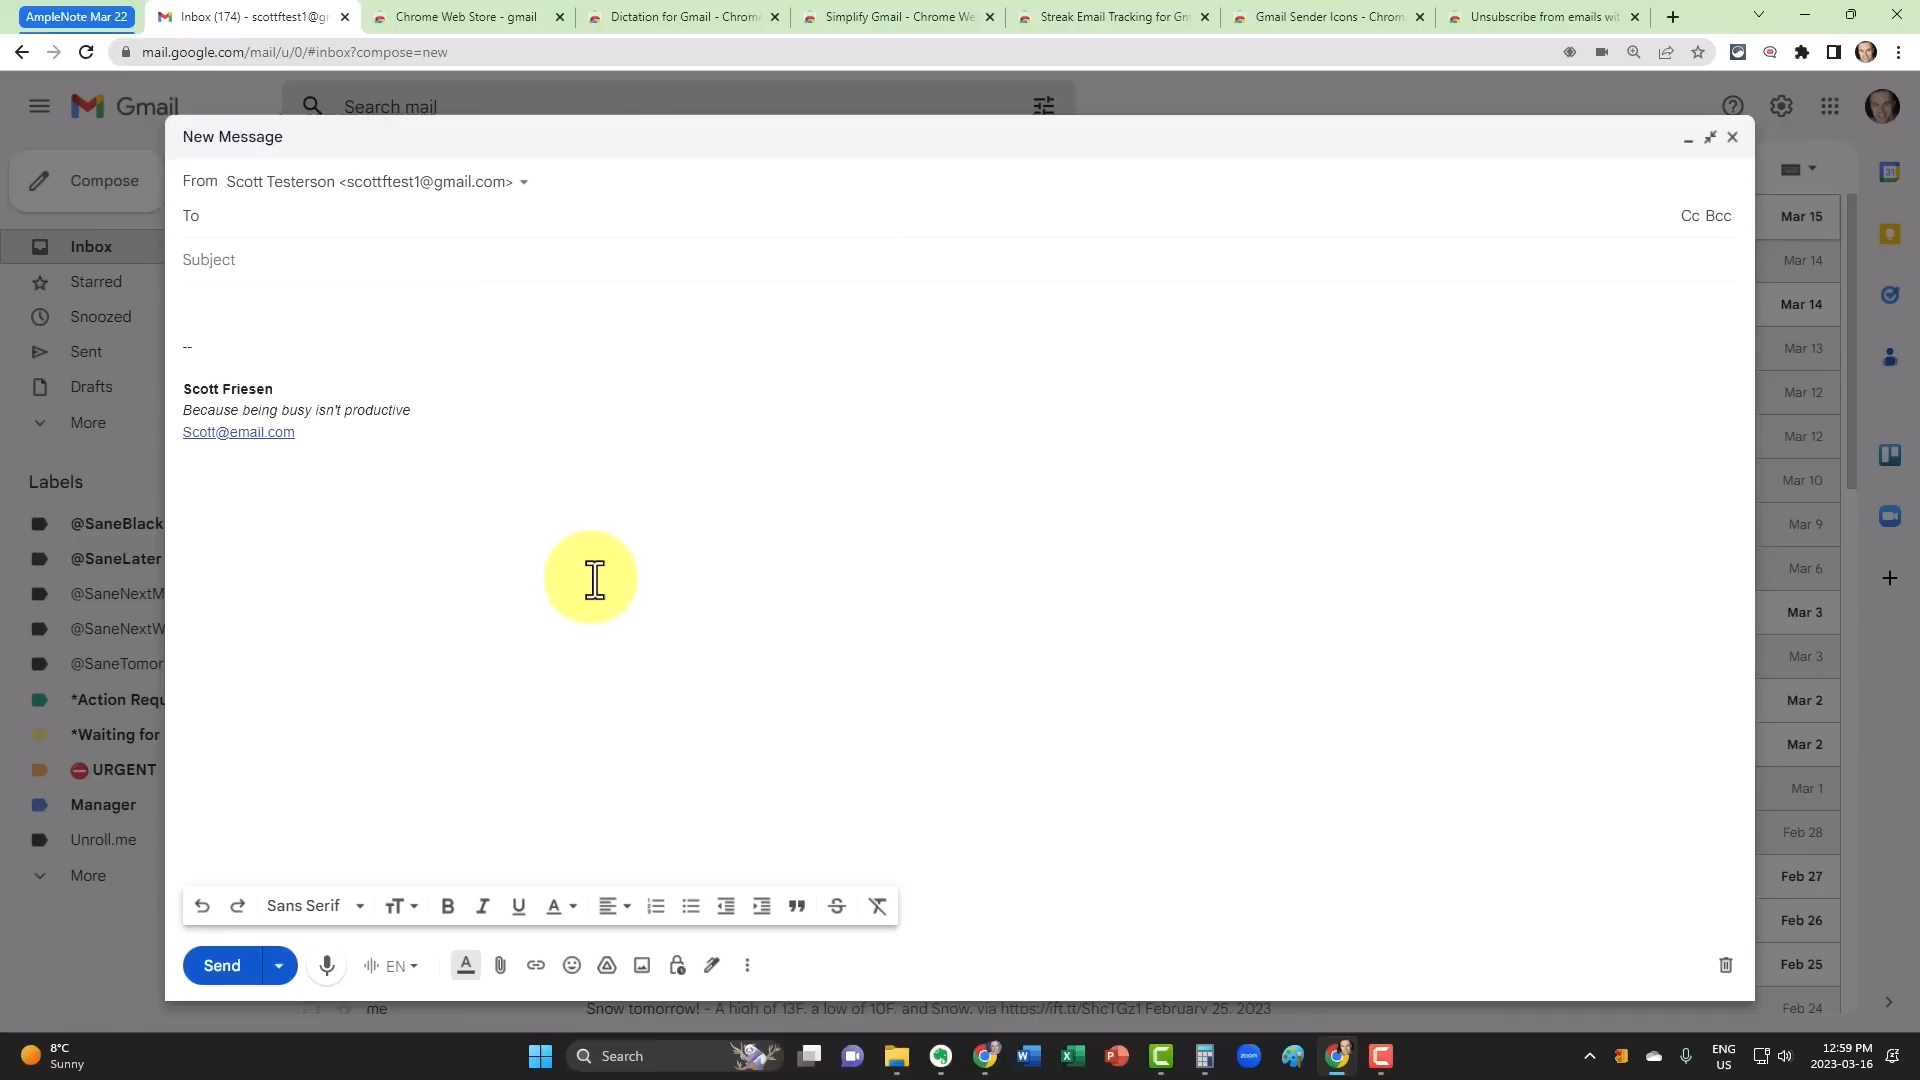 AmpleNote Mar 22
Inbox (174) - scottftest1@gr
Chrome Web Store - gmail
Dictation for Gmail - Chrome
Simplify Gmail - Chrome We
Streak Email Tracking for Gm
Gmail Sender Icons - Chrom
Unsubscribe from emails wit
mail.google.com/mail/u/0/#inbox?compose=new
Gmail
Search mail
New Message
Compose
From Scott Testerson <scottftest1@gmail.com>
To
Cc Bcc
Mar 15
Inbox
Subject
Mar 14
Starred
Mar 14
Snoozed
--
Sent
Mar 13
Drafts
Scott Friesen
Mar 12
Because being busy isn't productive
More
Scott@email.com
Mar 12
Labels
Mar 10
@SaneBlack
Mar 9
@SaneLater
Mar 6
@SaneNextM
@SaneNextW
Mar 3
@SaneTomor
Mar 3
*Action Requ
Mar 2
*Waiting for
Mar 2
URGENT
Mar 1
Manager
Unroll.me
Feb 28
More
Feb 27
Sans Serif
Feb 26
Send
EN
Feb 25
me
Snow tomorrow! - A high of 13F, a low of 10F, and Snow. via https://ift.tt/ShcTGz1 February 25, 2023
Feb 24
8°C
Sunny
Search
ENG
US
12:59 PM
2023-03-16